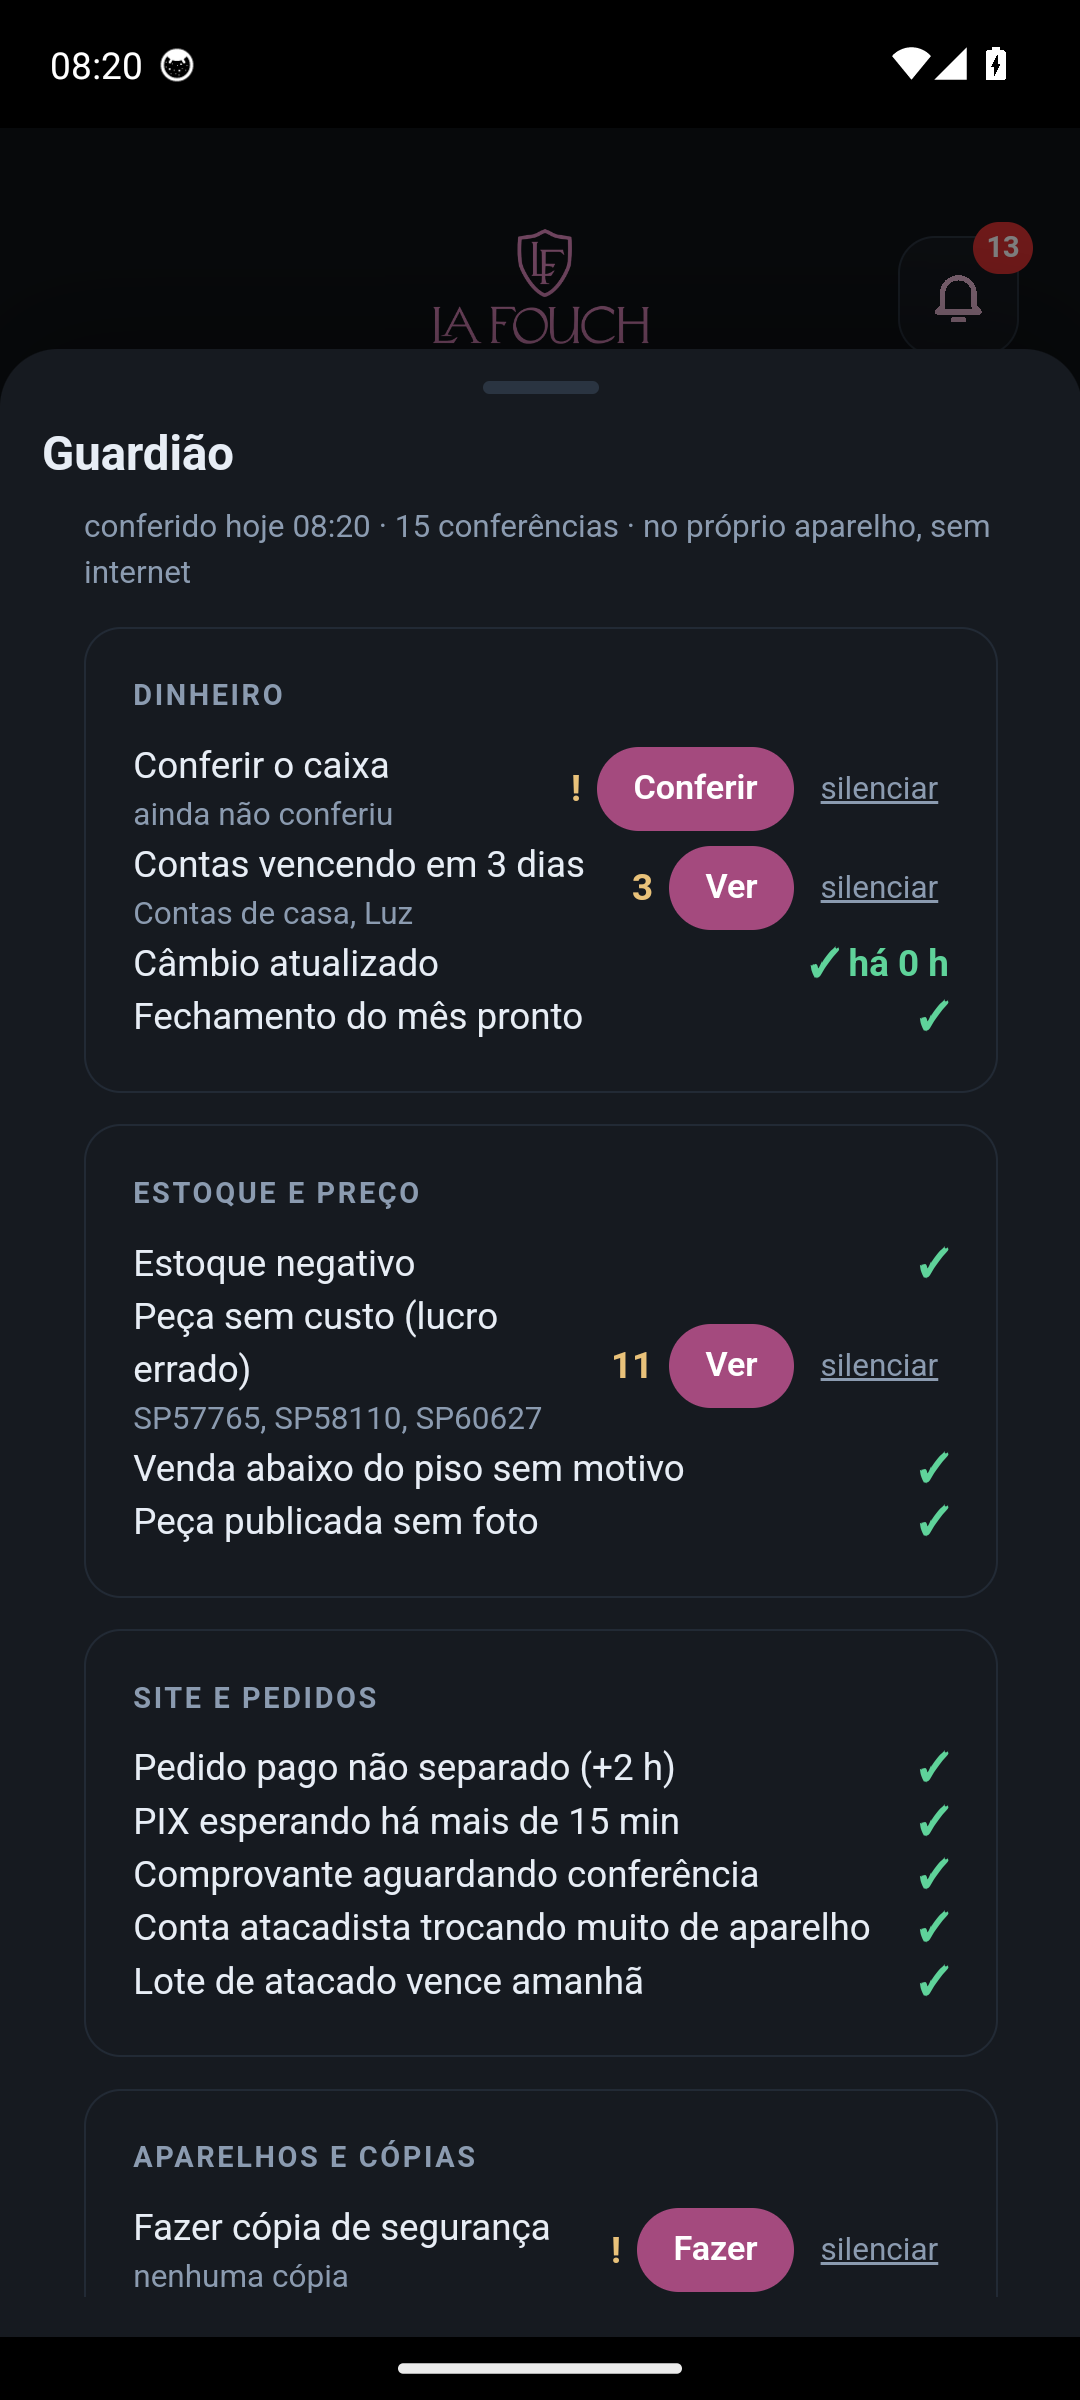 08:20
13
LF
LA FOUCH
Guardião
conferido hoje 08:20 · 15 conferências · no próprio aparelho, sem
internet
DINHEIRO
Conferir o caixa
ainda não conferiu
! Conferir silenciar
Contas vencendo em 3 dias
Contas de casa, Luz
3 Ver silenciar
Câmbio atualizado ✓ há 0 h
Fechamento do mês pronto ✓
ESTOQUE E PREÇO
Estoque negativo ✓
Peça sem custo (lucro
errado)
SP57765, SP58110, SP60627
11 Ver silenciar
Venda abaixo do piso sem motivo ✓
Peça publicada sem foto ✓
SITE E PEDIDOS
Pedido pago não separado (+2 h) ✓
PIX esperando há mais de 15 min ✓
Comprovante aguardando conferência ✓
Conta atacadista trocando muito de aparelho ✓
Lote de atacado vence amanhã ✓
APARELHOS E CÓPIAS
Fazer cópia de segurança
nenhuma cópia
! Fazer silenciar